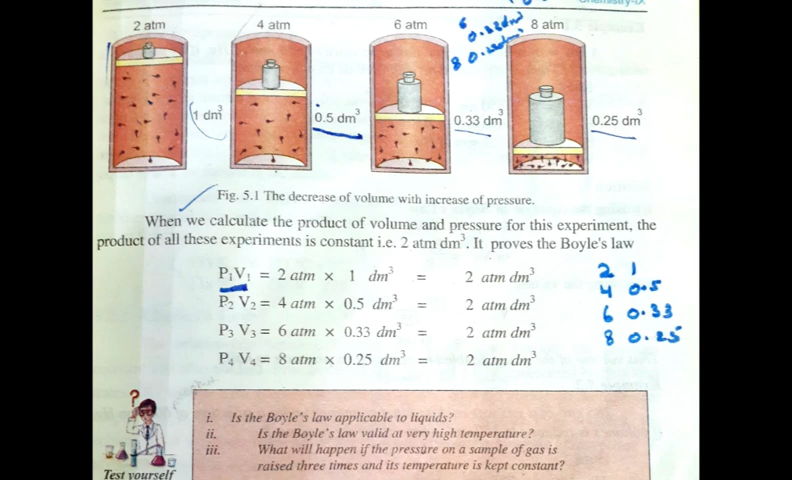 Chemistry-IX
2 atm 4 atm 6 atm 8 atm
6 0.33dm³
8
1 dm³ 0.5 dm³ 0.33 dm³ 0.25 dm³
Fig. 5.1 The decrease of volume with increase of pressure.
When we calculate the product of volume and pressure for this experiment, the
product of all these experiments is constant i.e. 2 atm dm³. It proves the Boyle's law
P₁V₁ = 2 atm × 1 dm³ = 2 atm dm³
P₂ V₂ = 4 atm × 0.5 dm³ = 2 atm dm³
P₃ V₃ = 6 atm × 0.33 dm³ = 2 atm dm³
P₄ V₄ = 8 atm × 0.25 dm³ = 2 atm dm³
2 1
4 0.5
6 0.33
8 0.25
i. Is the Boyle's law applicable to liquids?
ii. Is the Boyle's law valid at very high temperature?
iii. What will happen if the pressure on a sample of gas is
raised three times and its temperature is kept constant?
Test yourself